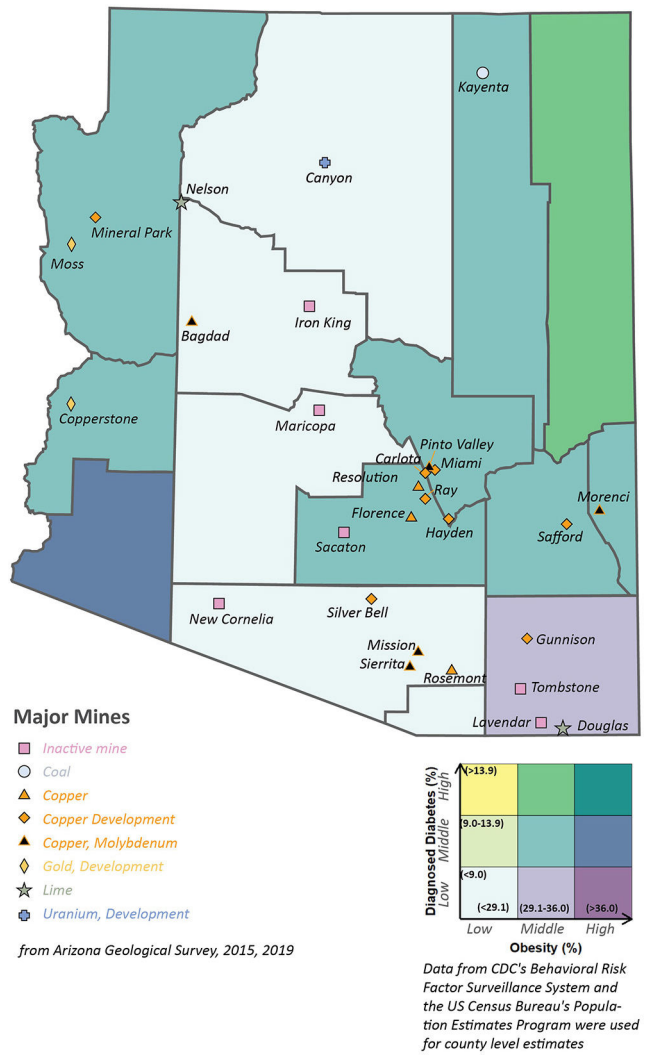 Kayenta
Canyon
Nelson
Mineral Park
Moss
Iron King
Bagdad
Copperstone
Maricopa
Pinto Valley
Carlota
Miami
Resolution
Ray
Morenci
Florence
Hayden
Safford
Sacaton
New Cornelia
Silver Bell
Gunnison
Mission
Sierrita
Rosemont
Tombstone
Lavendar
Douglas
Major Mines
Inactive mine
Coal
Copper
Copper Development
Copper, Molybdenum
Gold, Development
Lime
Uranium, Development
from Arizona Geological Survey, 2015, 2019
Diagnosed Diabetes (%)
High
Middle
Low
(>13.9)
(9.0-13.9)
(<9.0)
(<29.1)
(29.1-36.0)
(>36.0)
Low
Middle
High
Obesity (%)
Data from CDC's Behavioral Risk
Factor Surveillance System and
the US Census Bureau's Popula-
tion Estimates Program were used
for county level estimates